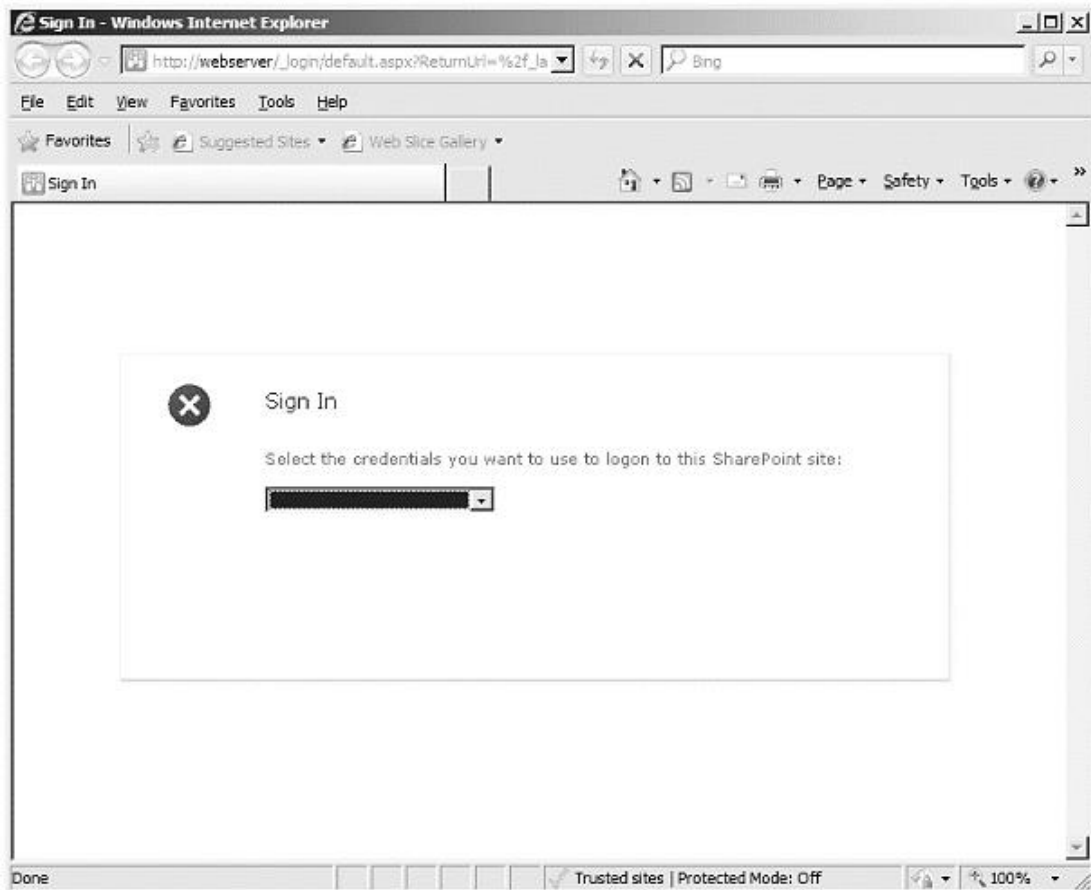 Sign In - Windows Internet Explorer
http://webserver/_login/default.aspx?ReturnUrl=%2f_la
Bing
File Edit View Favorites Tools Help
Favorites Suggested Sites Web Slice Gallery
Sign In
Page Safety Tools »
Sign In
Select the credentials you want to use to logon to this SharePoint site:
Done
Trusted sites | Protected Mode: Off
100%